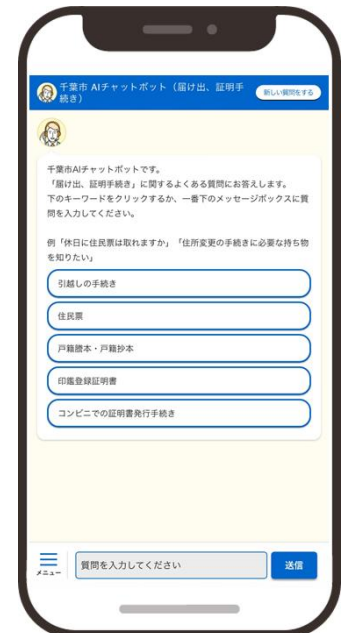 千葉市 AIチャットボット（届け出、証明手
続き）
新しい質問をする
千葉市AIチャットボットです。
「届け出、証明手続き」に関するよくある質問にお答えします。
下のキーワードをクリックするか、一番下のメッセージボックスに質
問を入力してください。
例「休日に住民票は取れますか」「住所変更の手続きに必要な持ち物
を知りたい」
引越しの手続き
住民票
戸籍謄本・戸籍抄本
印鑑登録証明書
コンビニでの証明書発行手続き
メニュー
質問を入力してください
送信